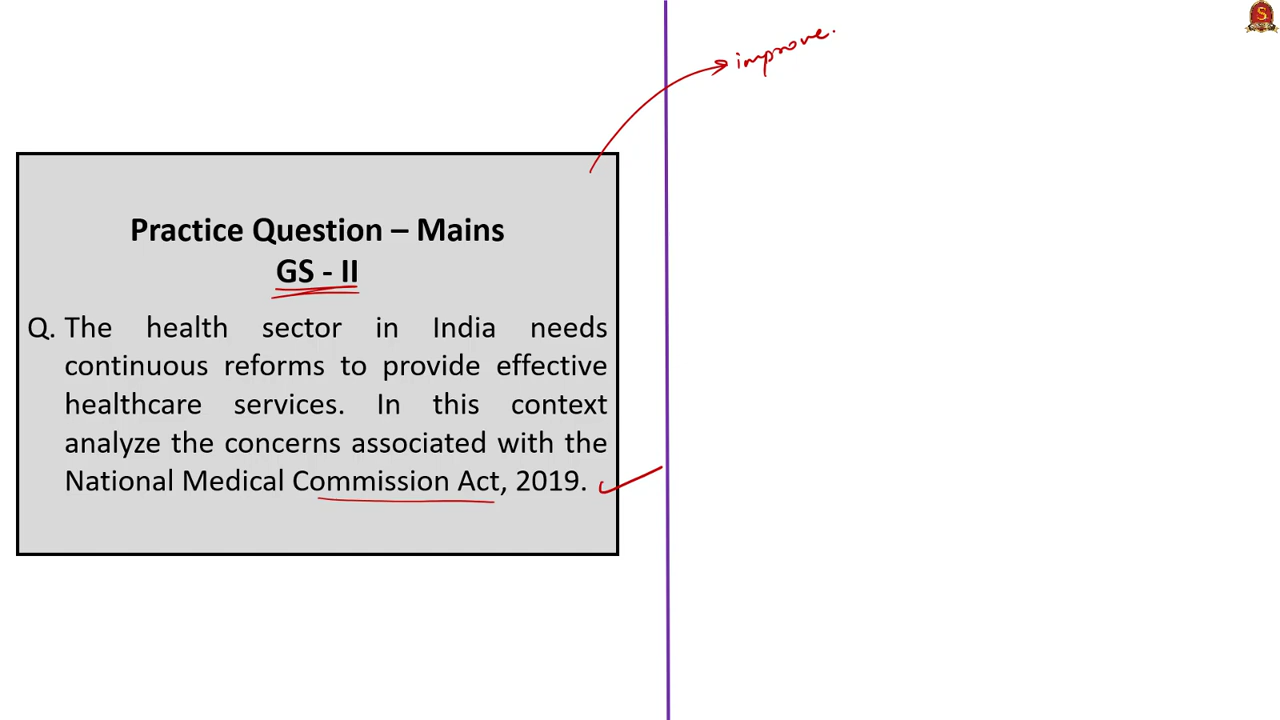 improve.
S
Practice Question – Mains
GS - II
Q. The health sector in India needs
continuous reforms to provide effective
healthcare services. In this context
analyze the concerns associated with the
National Medical Commission Act, 2019.